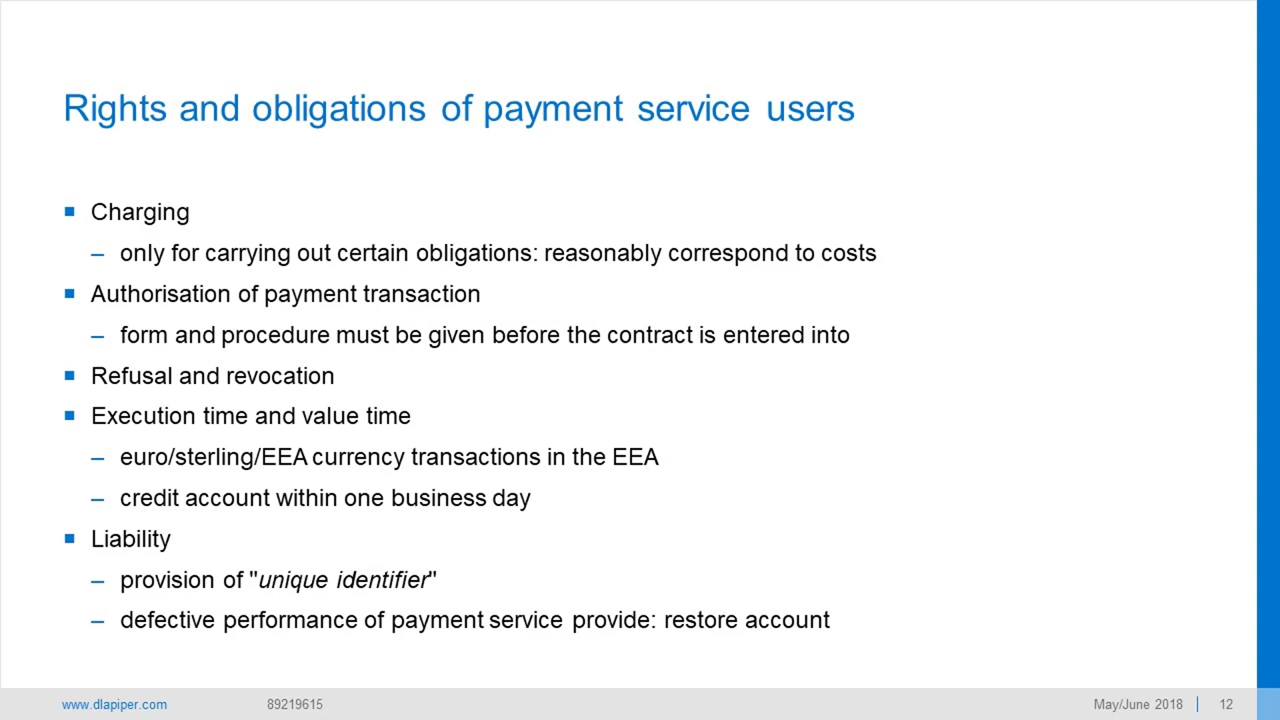 Rights and obligations of payment service users
■ Charging
– only for carrying out certain obligations: reasonably correspond to costs
■ Authorisation of payment transaction
– form and procedure must be given before the contract is entered into
■ Refusal and revocation
■ Execution time and value time
– euro/sterling/EEA currency transactions in the EEA
– credit account within one business day
■ Liability
– provision of "unique identifier"
– defective performance of payment service provide: restore account
www.dlapiper.com 89219615 May/June 2018 | 12